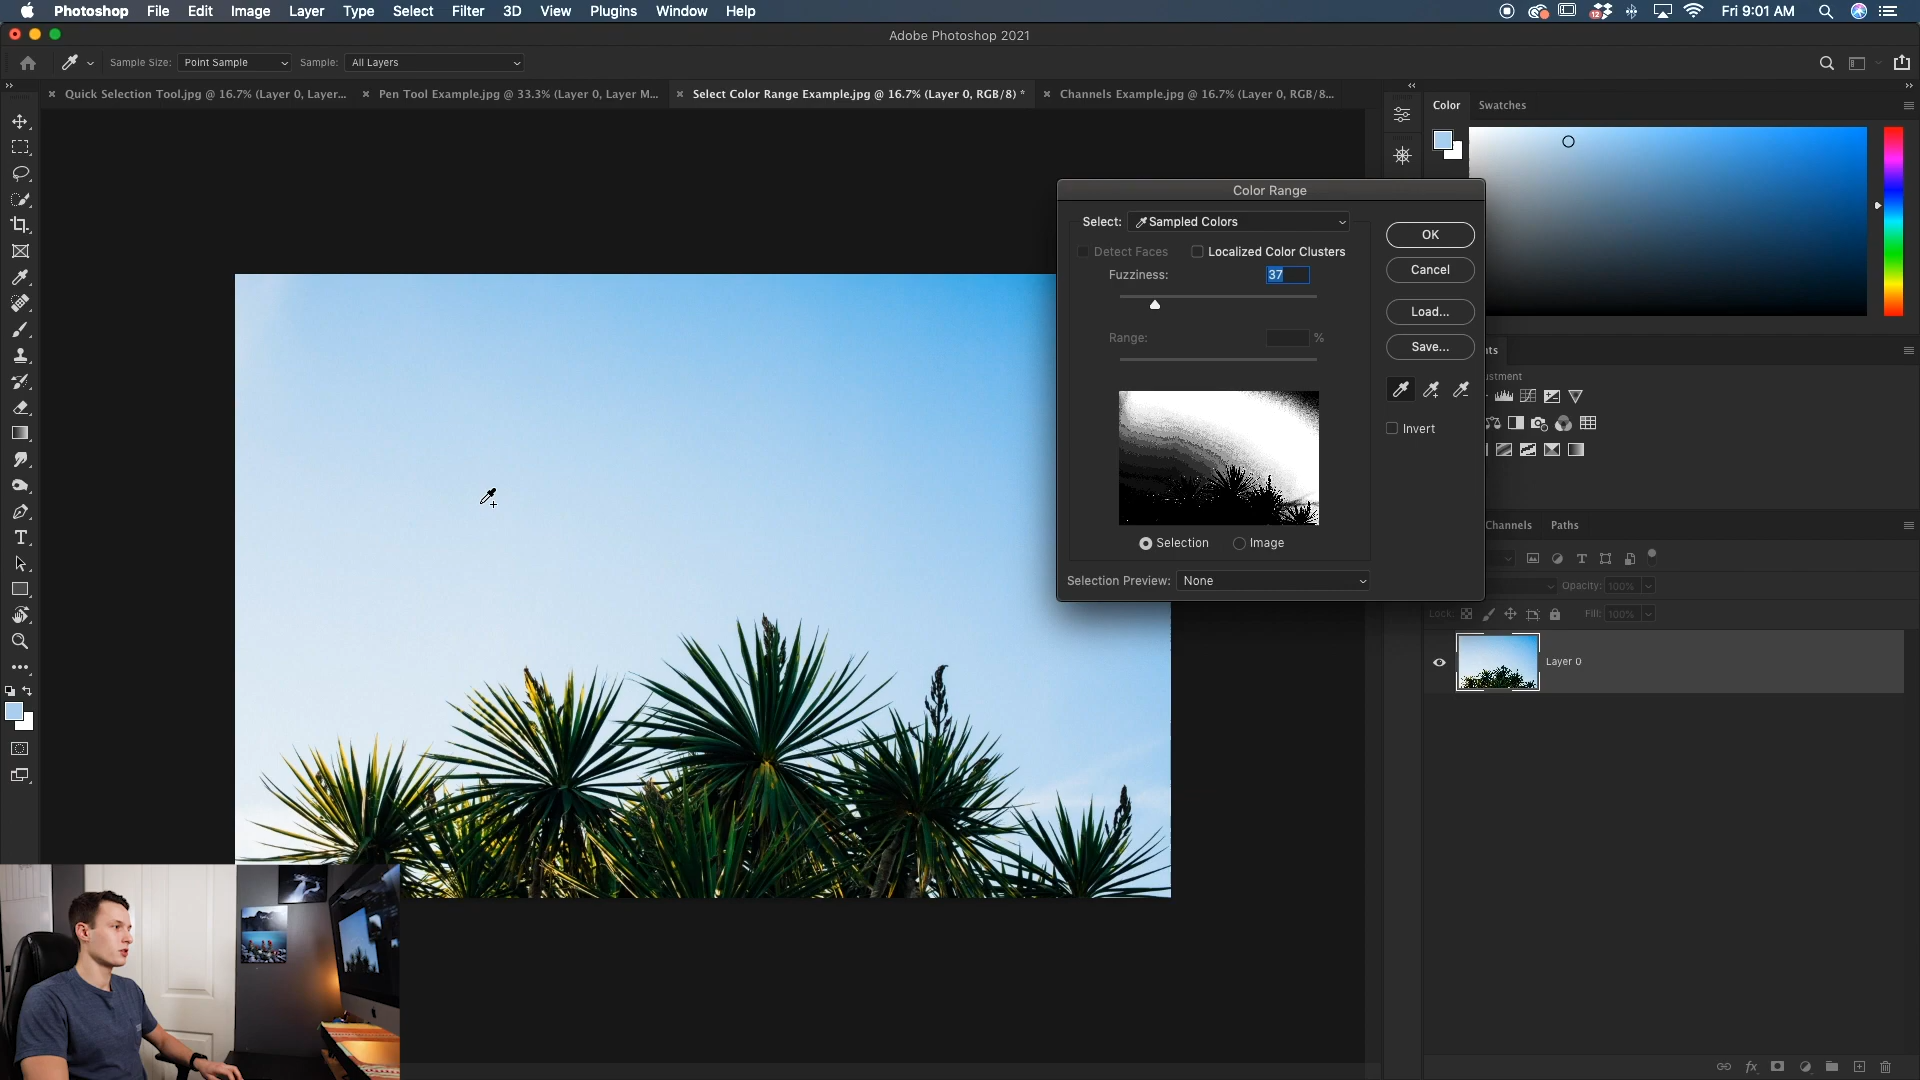 Photoshop File Edit Image Layer Type Select Filter 3D View Plugins Window Help 12 Fri 9:01 AM
Adobe Photoshop 2021
Sample Size: Point Sample Sample: All Layers
Quick Selection Tool.jpg @ 16.7% (Layer 0, Layer... Pen Tool Example.jpg @ 33.3% (Layer 0, Layer M... Select Color Range Example.jpg @ 16.7% (Layer 0, RGB/8) * Channels Example.jpg @ 16.7% (Layer 0, RGB/8...
Color Swatches
Color Range
Select: Sampled Colors
OK
Detect Faces Localized Color Clusters
Fuzziness: 37
Cancel
Load...
Range: %
Save...
nts
ustment
Invert
Selection Image
Selection Preview: None
Channels Paths
Opacity: 100%
Lock: Fill: 100%
Layer 0
fx